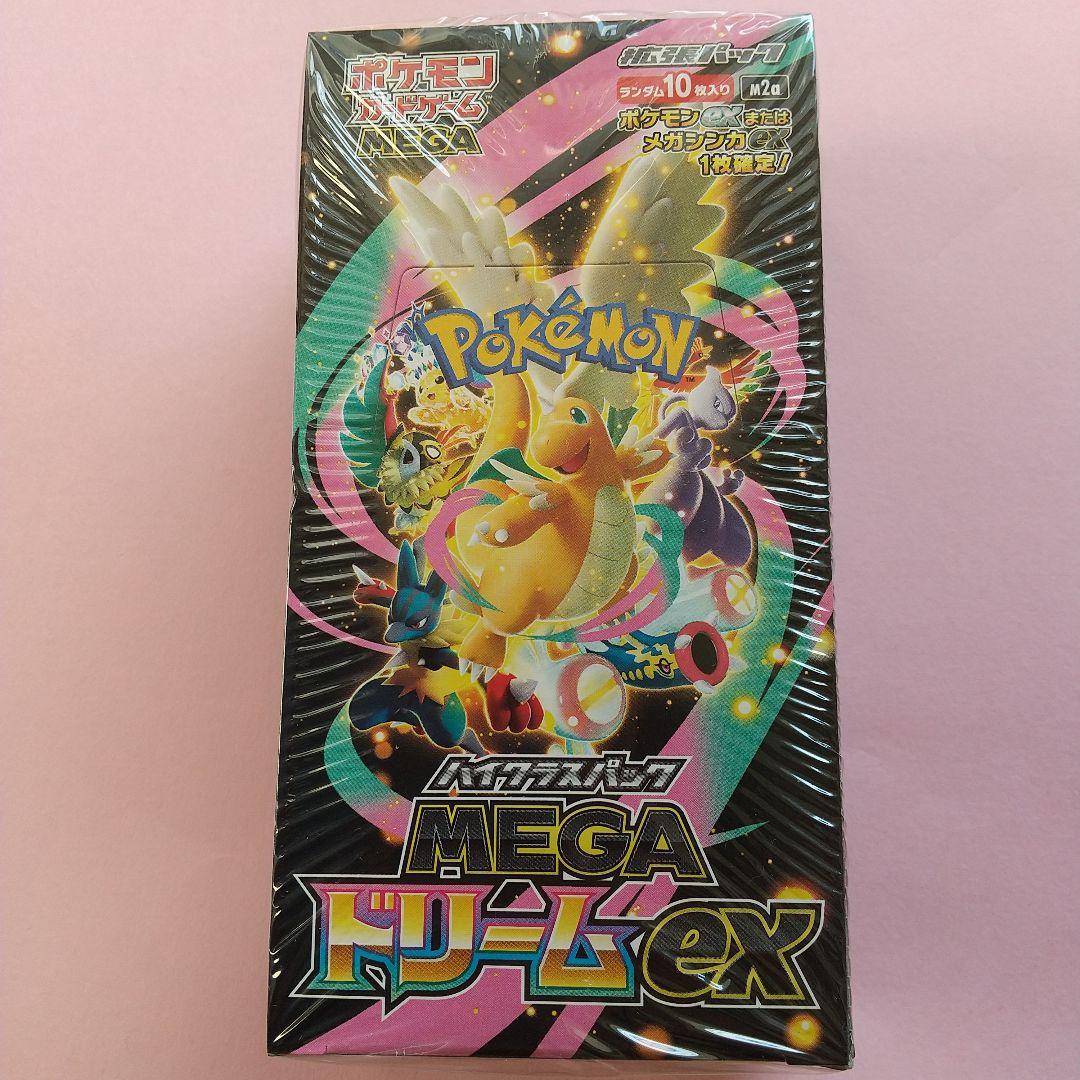 ポケモン
カードゲーム
MEGA
拡張パック
ランダム10枚入り M2a
ポケモンexまたは
メガシンカex
1枚確定!
POKéMON
TM
ハイクラスパック
MEGA
ドリームex